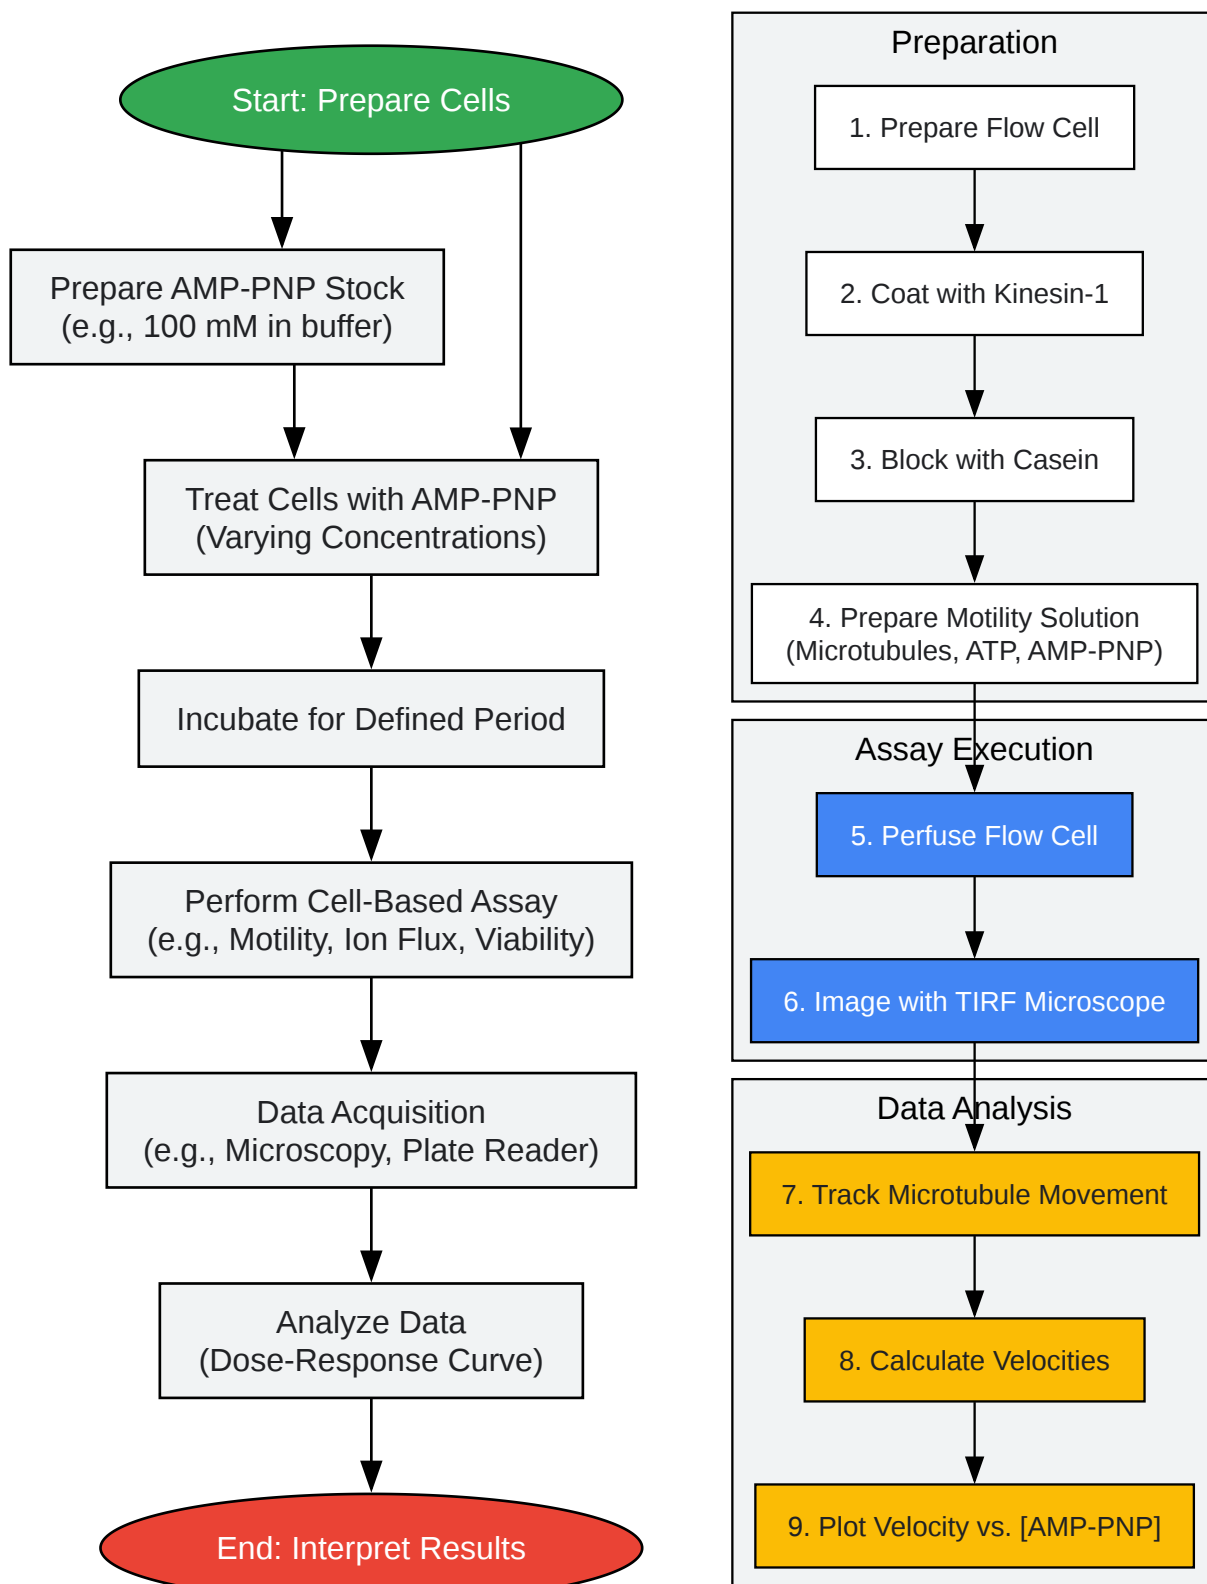 Start: Prepare Cells
Prepare AMP-PNP Stock
(e.g., 100 mM in buffer)
Treat Cells with AMP-PNP
(Varying Concentrations)
Incubate for Defined Period
Perform Cell-Based Assay
(e.g., Motility, Ion Flux, Viability)
Data Acquisition
(e.g., Microscopy, Plate Reader)
Analyze Data
(Dose-Response Curve)
End: Interpret Results
Preparation
1. Prepare Flow Cell
2. Coat with Kinesin-1
3. Block with Casein
4. Prepare Motility Solution
(Microtubules, ATP, AMP-PNP)
Assay Execution
5. Perfuse Flow Cell
6. Image with TIRF Microscope
Data Analysis
7. Track Microtubule Movement
8. Calculate Velocities
9. Plot Velocity vs. [AMP-PNP]